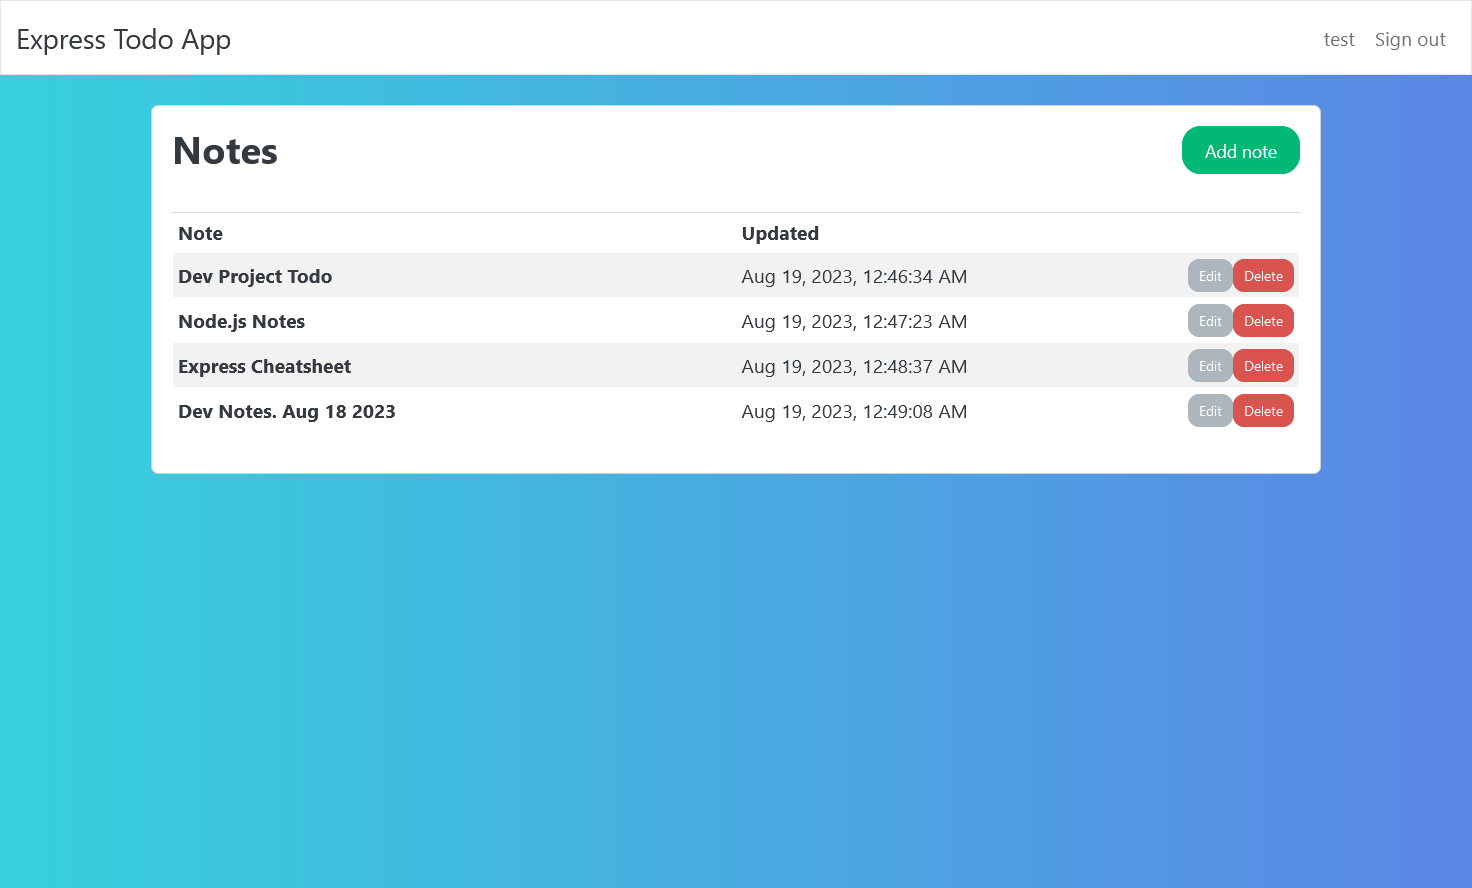 Express Todo App test Sign out
Notes Add note
Note Updated
Dev Project Todo Aug 19, 2023, 12:46:34 AM Edit Delete
Node.js Notes Aug 19, 2023, 12:47:23 AM Edit Delete
Express Cheatsheet Aug 19, 2023, 12:48:37 AM Edit Delete
Dev Notes. Aug 18 2023 Aug 19, 2023, 12:49:08 AM Edit Delete